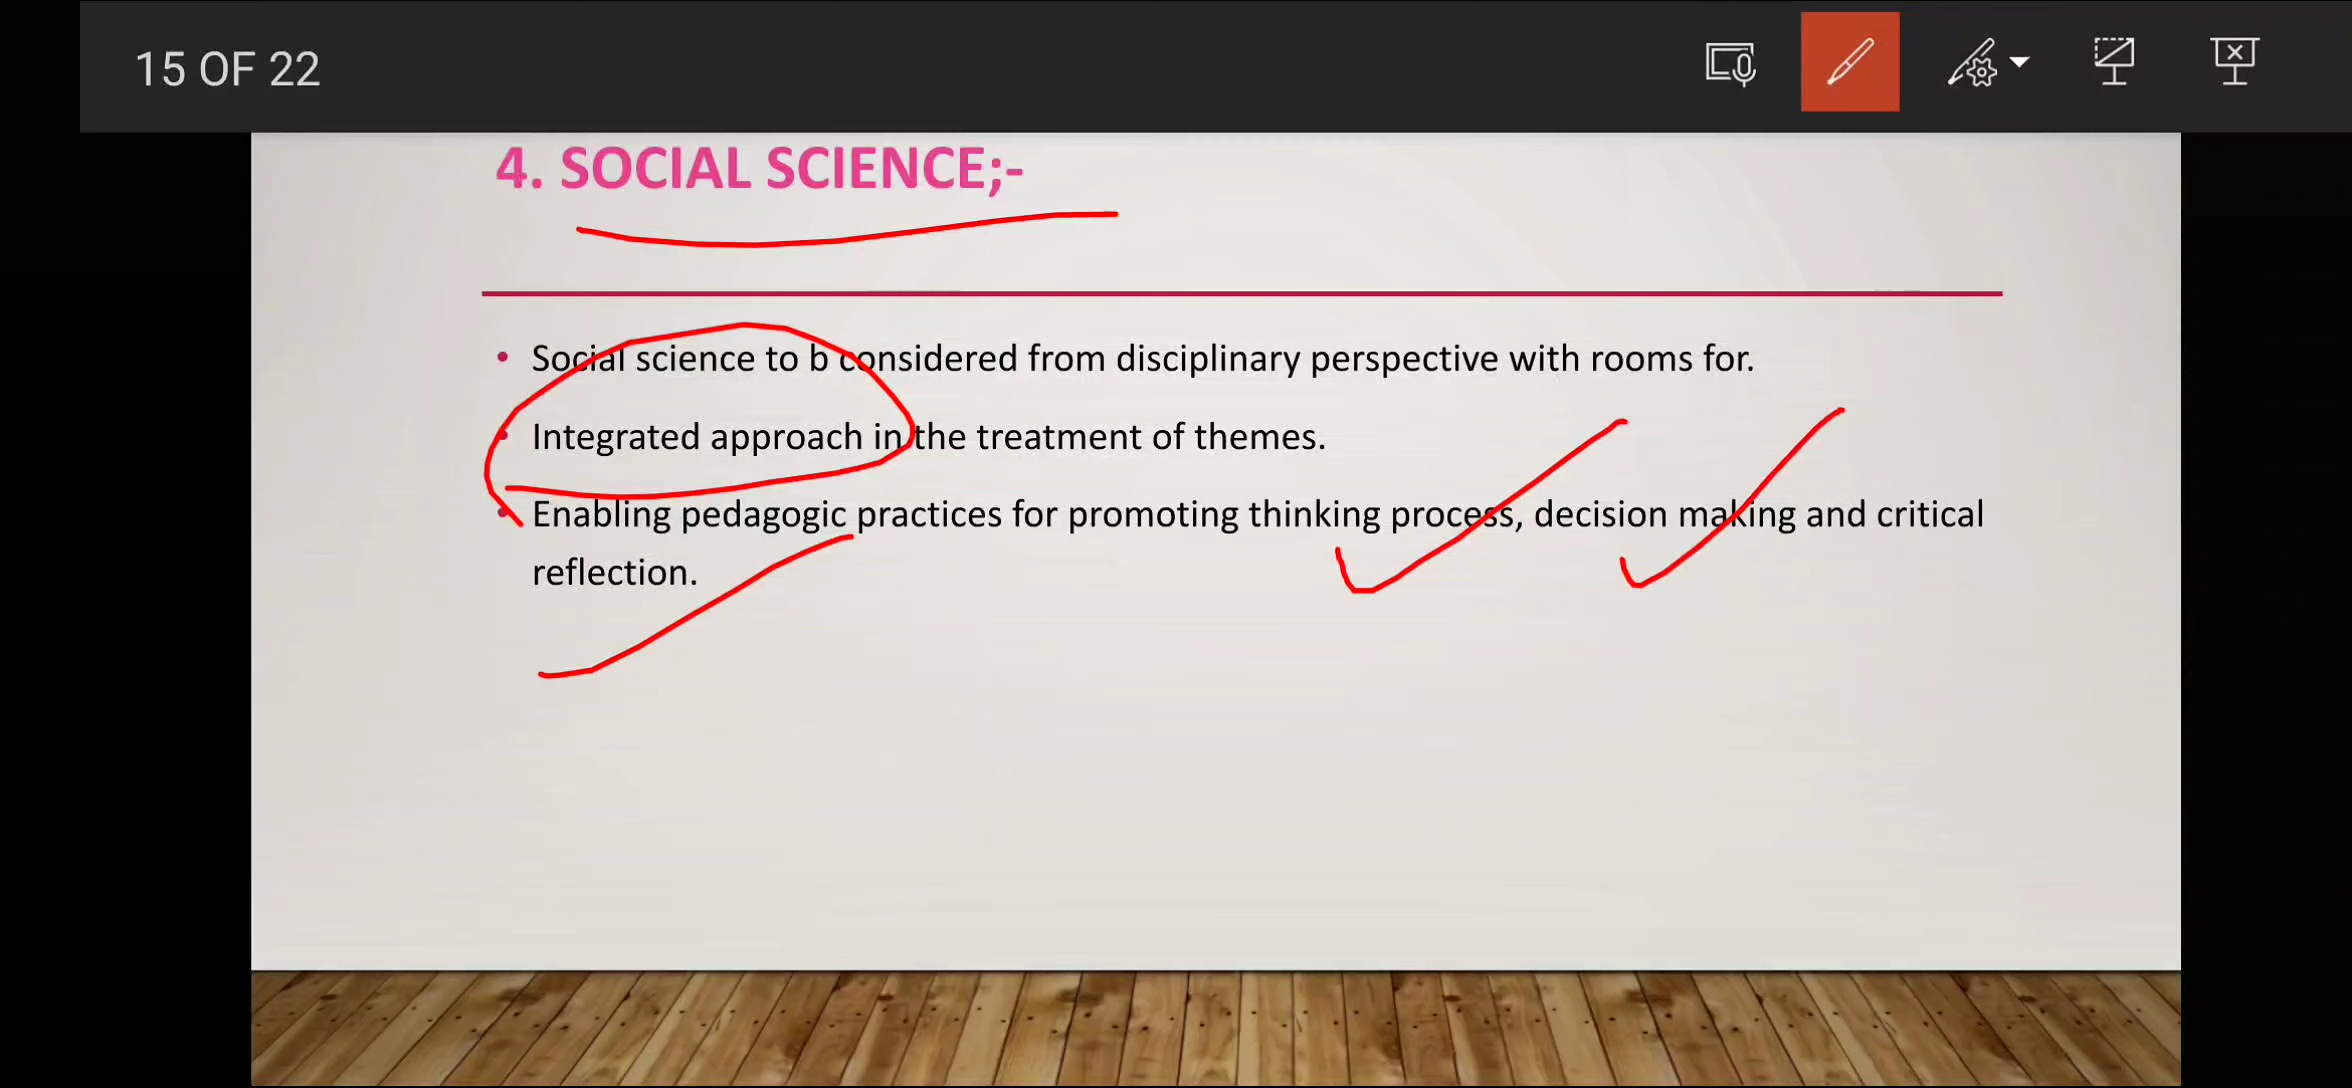 15 OF 22
4. SOCIAL SCIENCE;-
• Social science to b considered from disciplinary perspective with rooms for.
• Integrated approach in the treatment of themes.
• Enabling pedagogic practices for promoting thinking process, decision making and critical
reflection.